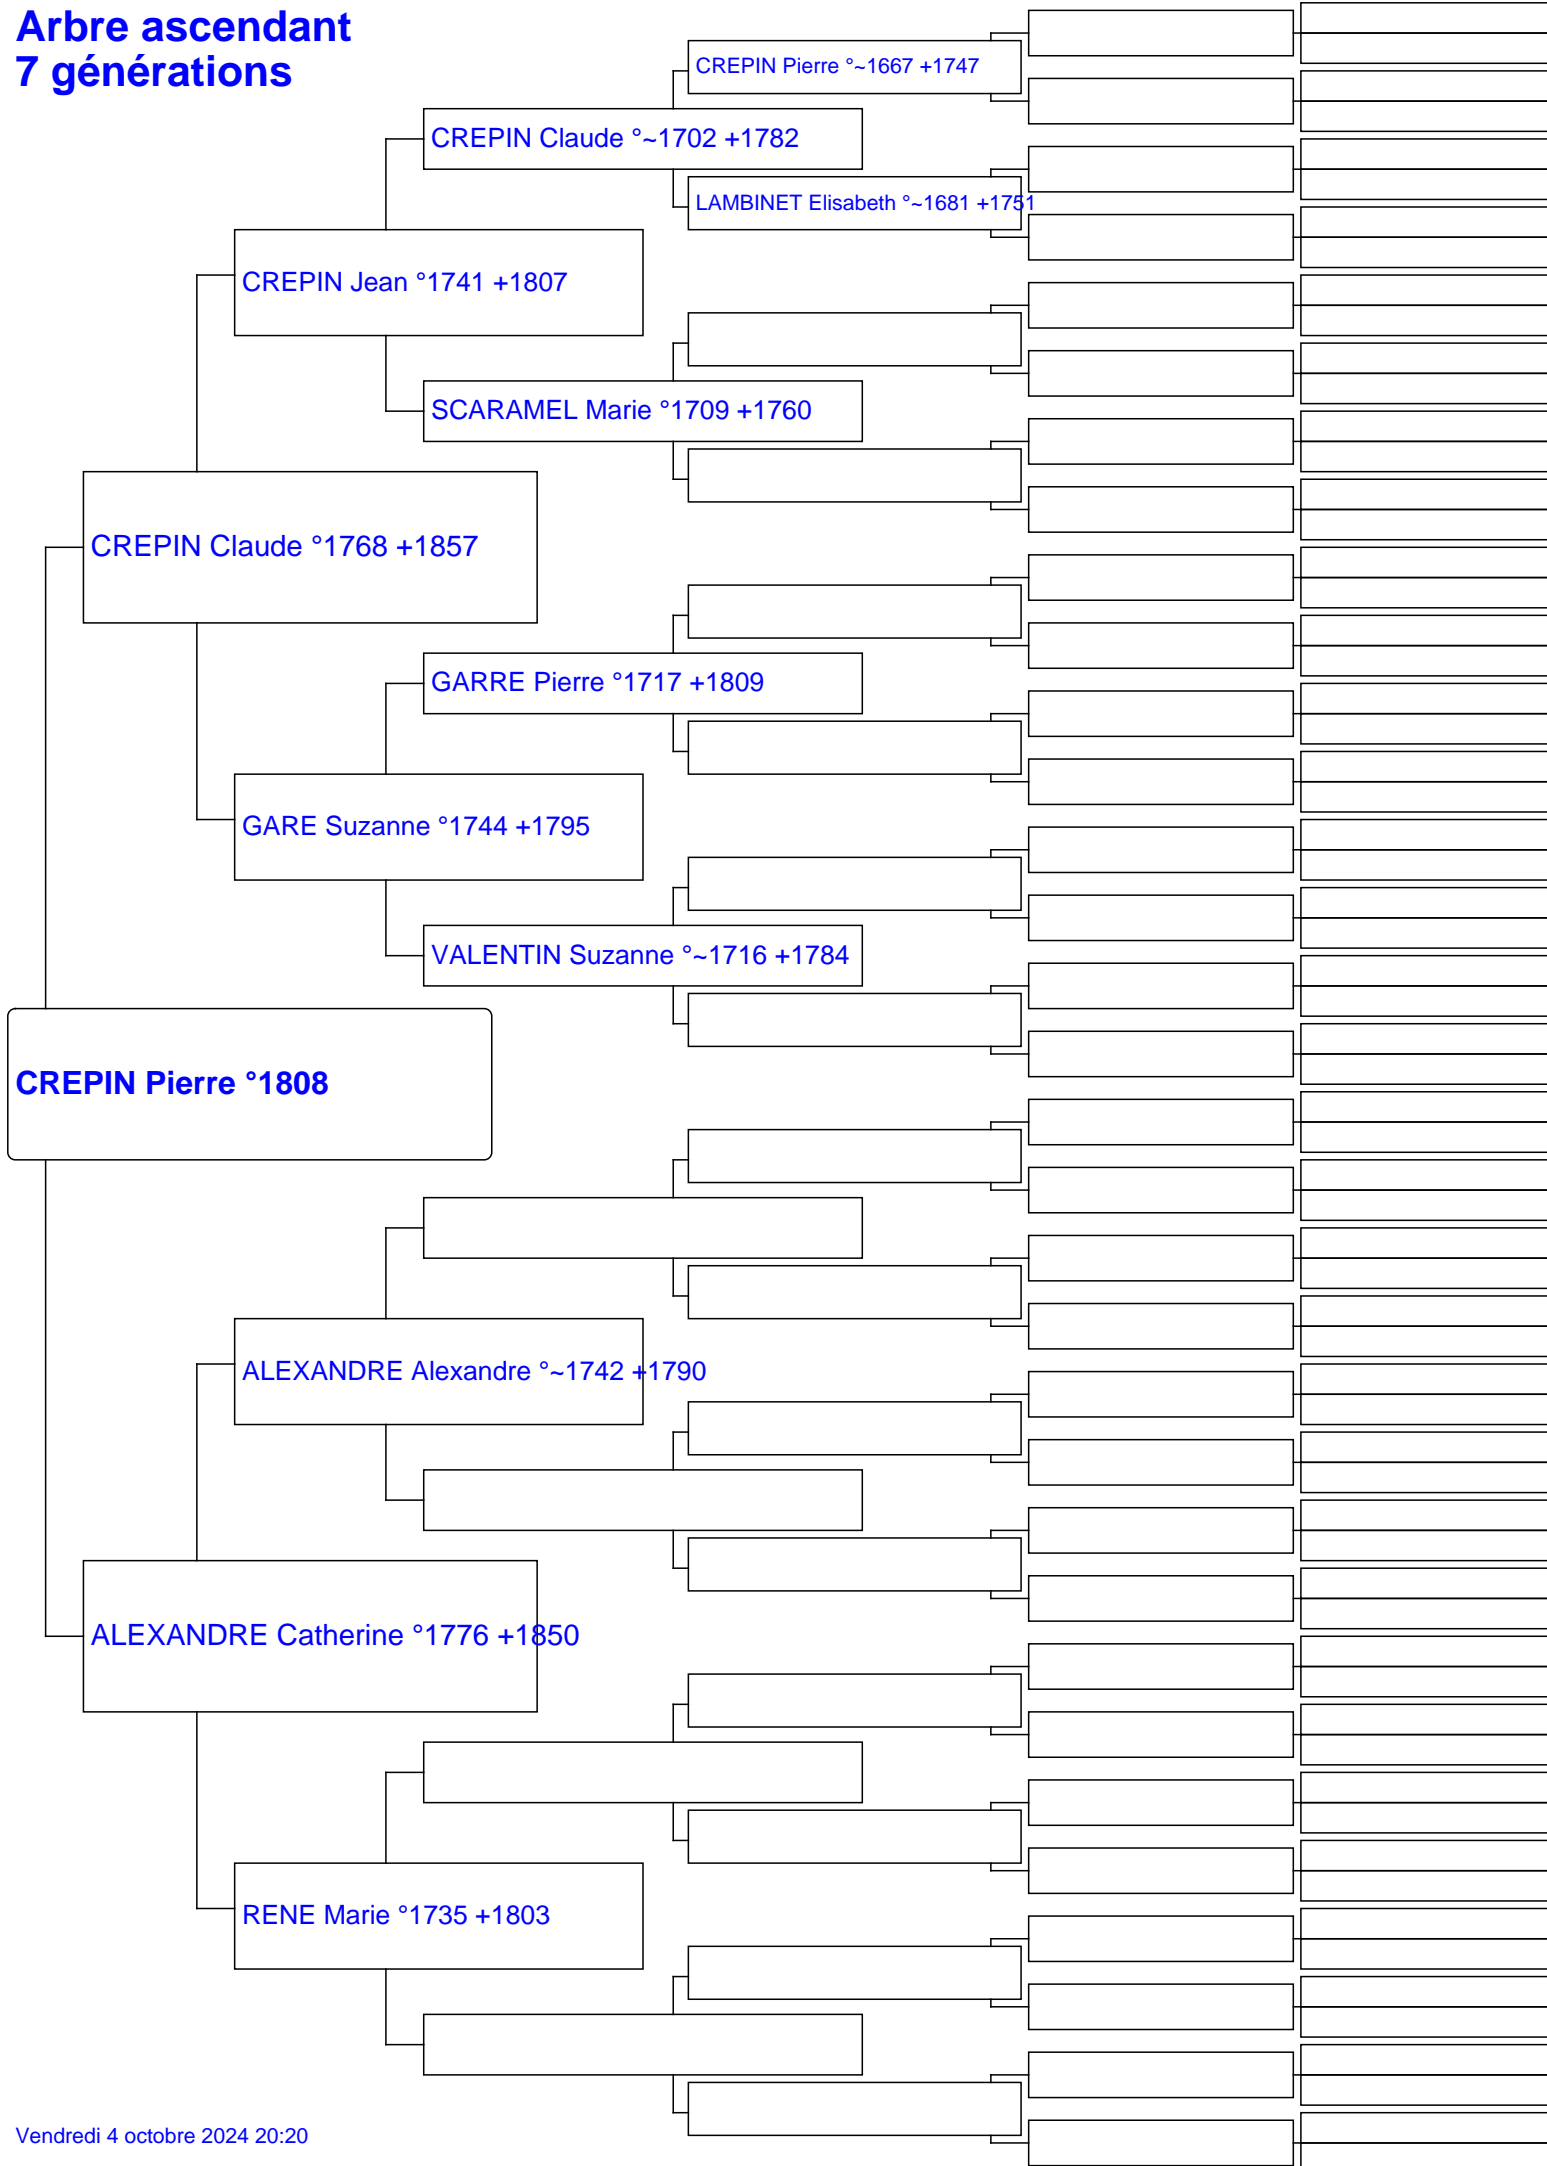 Arbre ascendant
7 générations
CREPIN Pierre °~1667 +1747
CREPIN Claude °~1702 +1782
LAMBINET Elisabeth °~1681 +1751
CREPIN Jean °1741 +1807
SCARAMEL Marie °1709 +1760
CREPIN Claude °1768 +1857
GARRE Pierre °1717 +1809
GARE Suzanne °1744 +1795
VALENTIN Suzanne °~1716 +1784
CREPIN Pierre °1808
ALEXANDRE Alexandre °~1742 +1790
ALEXANDRE Catherine °1776 +1850
RENE Marie °1735 +1803
Vendredi 4 octobre 2024 20:20